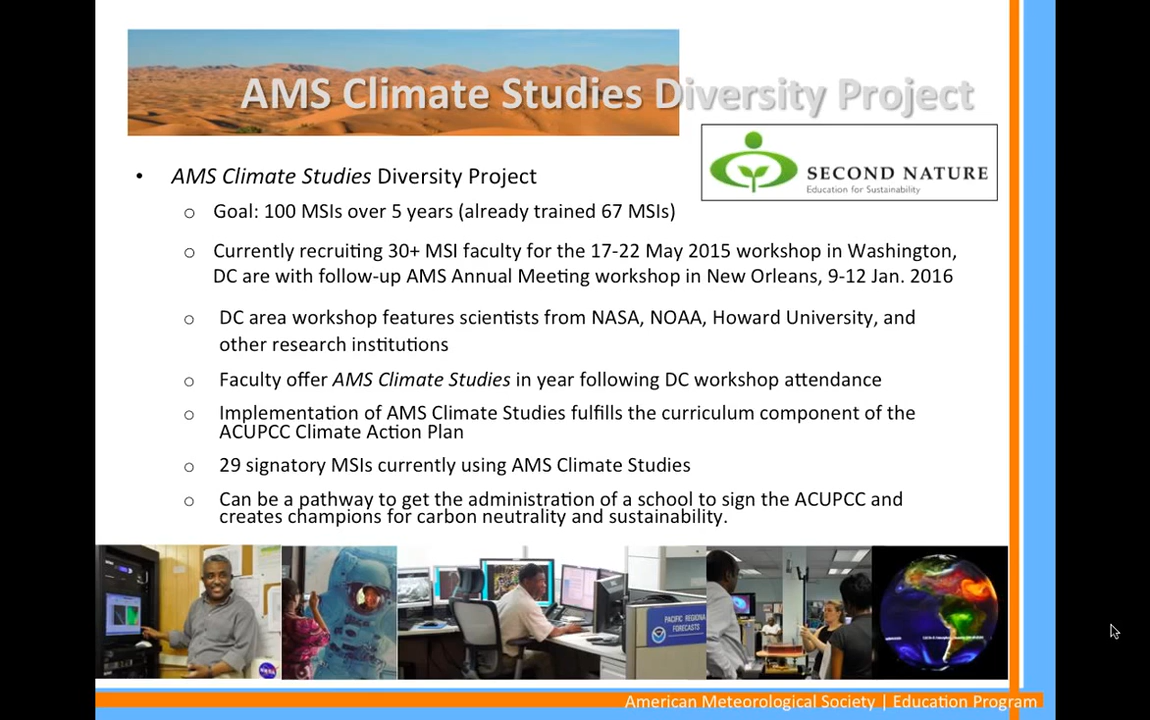 AMS Climate Studies Diversity Project
SECOND NATURE
Education for Sustainability
• AMS Climate Studies Diversity Project
o Goal: 100 MSIs over 5 years (already trained 67 MSIs)
o Currently recruiting 30+ MSI faculty for the 17-22 May 2015 workshop in Washington,
DC are with follow-up AMS Annual Meeting workshop in New Orleans, 9-12 Jan. 2016
o DC area workshop features scientists from NASA, NOAA, Howard University, and
other research institutions
o Faculty offer AMS Climate Studies in year following DC workshop attendance
o Implementation of AMS Climate Studies fulfills the curriculum component of the
ACUPCC Climate Action Plan
o 29 signatory MSIs currently using AMS Climate Studies
o Can be a pathway to get the administration of a school to sign the ACUPCC and
creates champions for carbon neutrality and sustainability.
PACIFIC REGIONA
FORECASTS
NASA
American Meteorological Society | Education Program